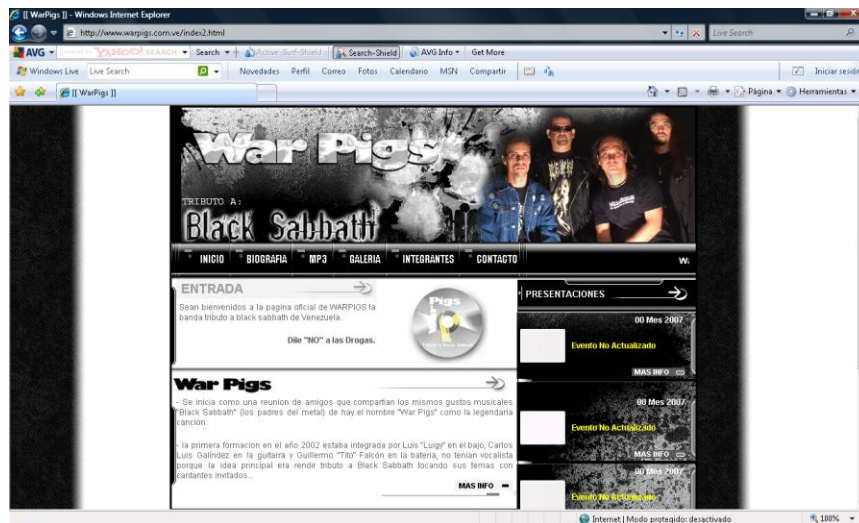 [[ WarPigs ]] - Windows Internet Explorer
http://www.warpigs.com.ve/index2.html
Live Search
AVG YAHOO! SEARCH Search Active Surf-Shield Search-Shield AVG Info Get More
Windows Live Live Search Novedades Perfil Correo Fotos Calendario MSN Compartir Iniciar sesión
[[ WarPigs ]] Página Herramientas
War Pigs
TRIBUTO A:
Black Sabbath
INICIO BIOGRAFIA MP3 GALERIA INTEGRANTES CONTACTO
ENTRADA
Sean bienvenidos a la pagina oficial de WARPIGS la
banda tributo a black sabbath de Venezuela.
Dile "NO" a las Drogas.
Pigs
PRESENTACIONES
00 Mes 2007
Evento No Actualizado
MAS INFO
00 Mes 2007
Evento No Actualizado
MAS INFO
00 Mes 2007
Evento No Actualizado
War Pigs
- Se inicia como una reunion de amigos que compartian los mismos gustos musicales
"Black Sabbath" (los padres del metal) de hay el nombre "War Pigs" como la legendaria
cancion.
- la primera formacion en el año 2002 estaba integrada por Luis "Luigy" en el bajo, Carlos
Luis Galíndez en la guitarra y Guillermo "Tito" Falcón en la bateria, no tenian vocalista
porque la idea principal era rendir tributo a Black Sabbath tocando sus temas con
cantantes invitados...
MAS INFO
Internet | Modo protegido: desactivado 100%